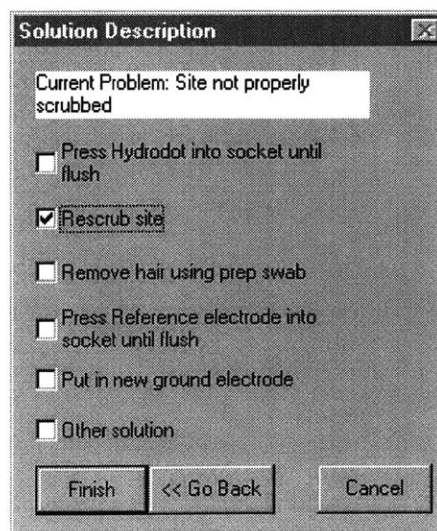 Solution Description
Current Problem: Site not properly
scrubbed
Press Hydrodot into socket until
flush
Rescrub site
Remove hair using prep swab
Press Reference electrode into
socket until flush
Put in new ground electrode
Other solution
Finish
<< Go Back
Cancel